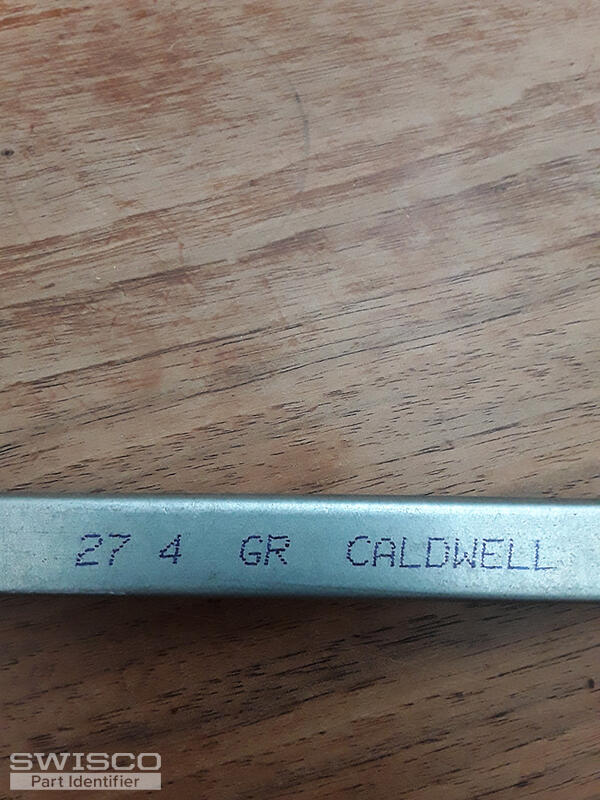 27 4 GR CALDWELL
SWISCO
Part Identifier